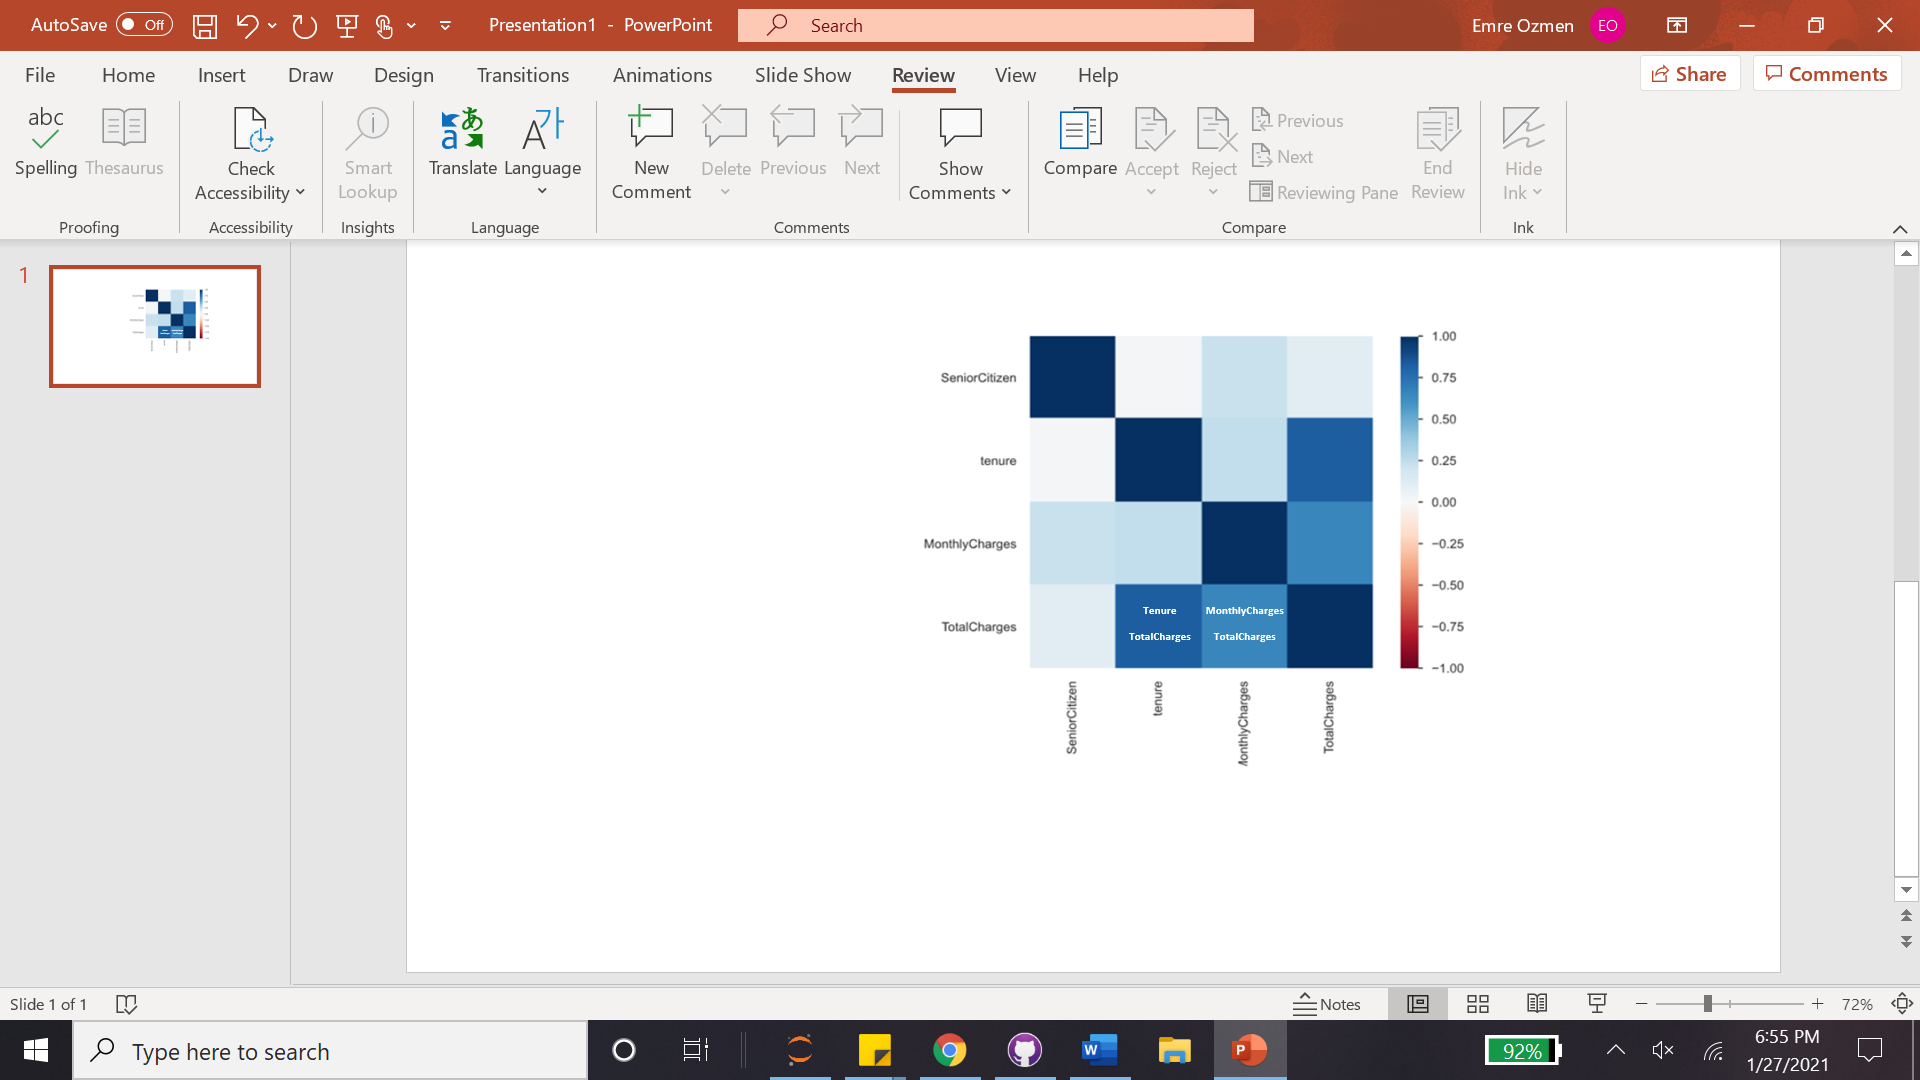 AutoSave Off Presentation1 - PowerPoint Search Emre Ozmen EO
File Home Insert Draw Design Transitions Animations Slide Show Review View Help Share Comments
abc
Spelling
Thesaurus
Proofing
Check
Accessibility
Accessibility
Smart
Lookup
Insights
Translate
Language
Language
New
Comment
Delete
Previous
Next
Show
Comments
Comments
Compare
Accept
Reject
Previous
Next
Reviewing Pane
End
Review
Compare
Hide
Ink
Ink
1
SeniorCitizen
tenure
MonthlyCharges
TotalCharges
Tenure
TotalCharges
MonthlyCharges
TotalCharges
SeniorCitizen
tenure
MonthlyCharges
TotalCharges
1.00
0.75
0.50
0.25
0.00
−0.25
−0.50
−0.75
−1.00
Slide 1 of 1 Notes 72%
Type here to search
92%
6:55 PM
1/27/2021